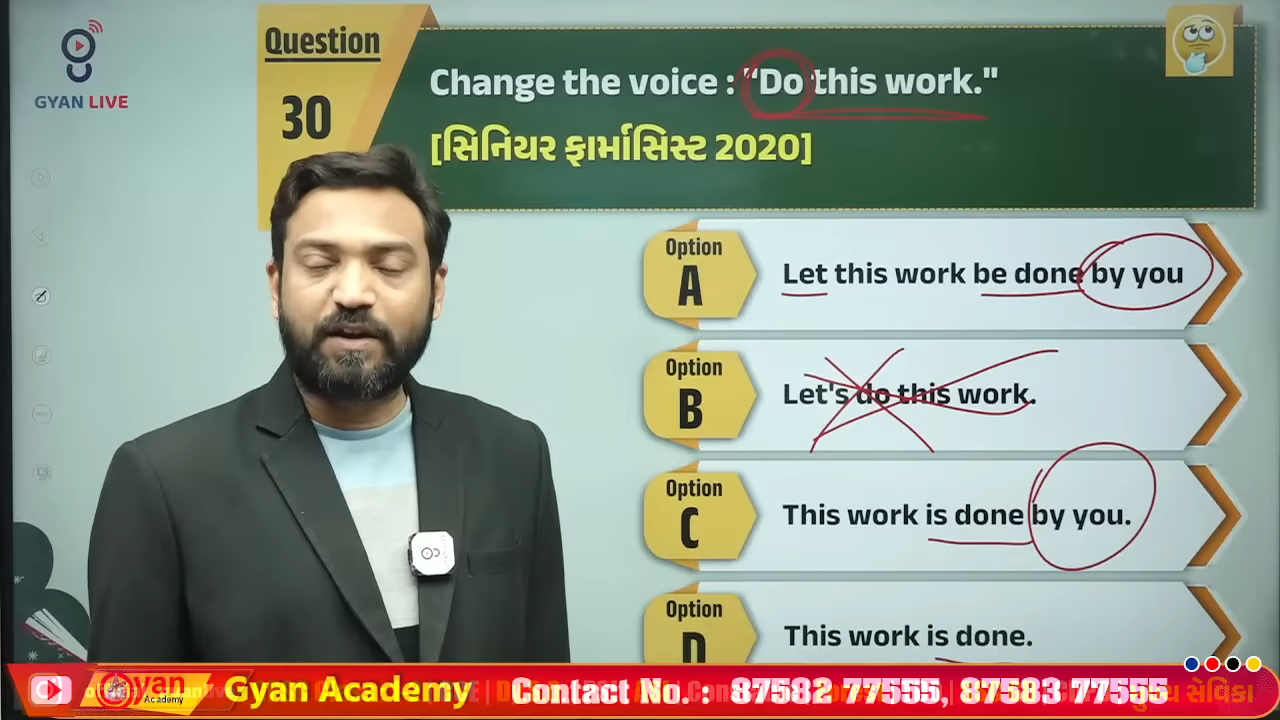 GYAN LIVE
Question
30
Change the voice : “Do this work."
[સિનિયર ફાર્માસિસ્ટ 2020]
Option
A
Let this work be done by you
Option
B
Let's do this work.
Option
C
This work is done by you.
Option
D
This work is done.
Gyan
Academy
Gyan Academy
Contact No. : 87582 77555, 87583 77555
સેવિકા